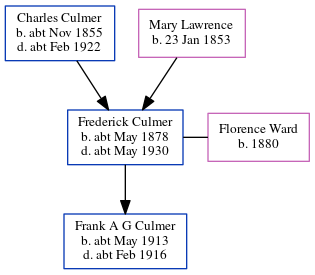 Charles Culmer
b. abt Nov 1855
d. abt Feb 1922
Mary Lawrence
b. 23 Jan 1853
Frederick Culmer
b. abt May 1878
d. abt May 1930
Florence Ward
b. 1880
Frank A G Culmer
b. abt May 1913
d. abt Feb 1916